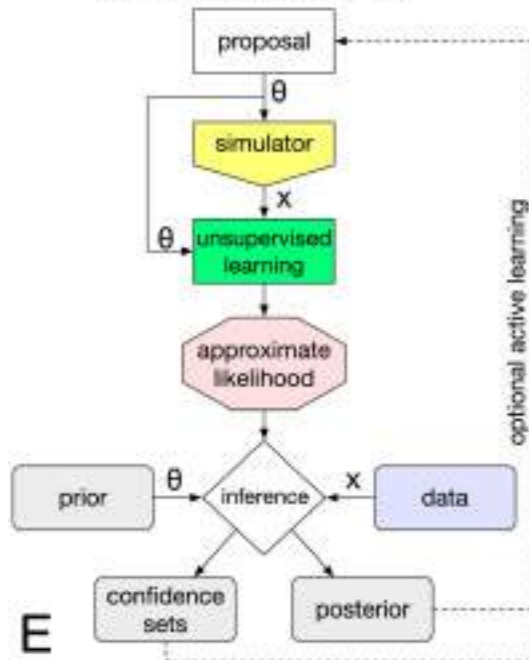 proposal
θ
simulator
x
θ
unsupervised
learning
approximate
likelihood
optional active learning
prior
θ
inference
x
data
confidence
sets
posterior
E